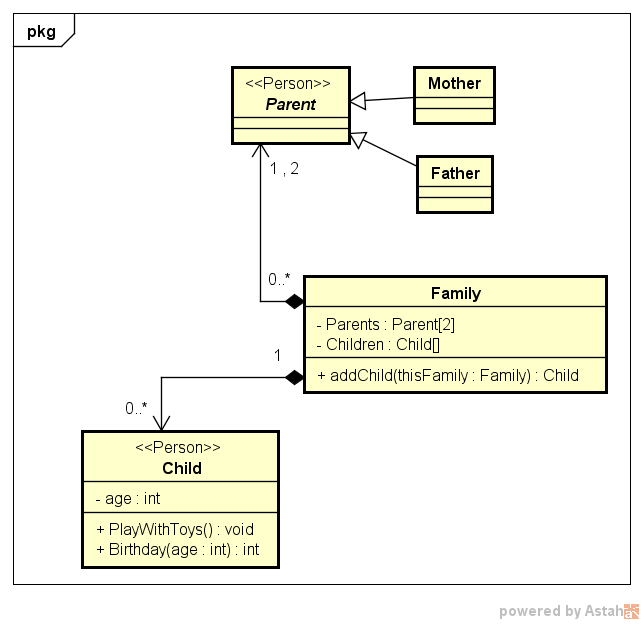 pkg
<<Person>>
Parent
Mother
Father
1 , 2
0..*
Family
- Parents : Parent[2]
- Children : Child[]
+ addChild(thisFamily : Family) : Child
1
0..*
<<Person>>
Child
- age : int
+ PlayWithToys() : void
+ Birthday(age : int) : int
powered by Astah